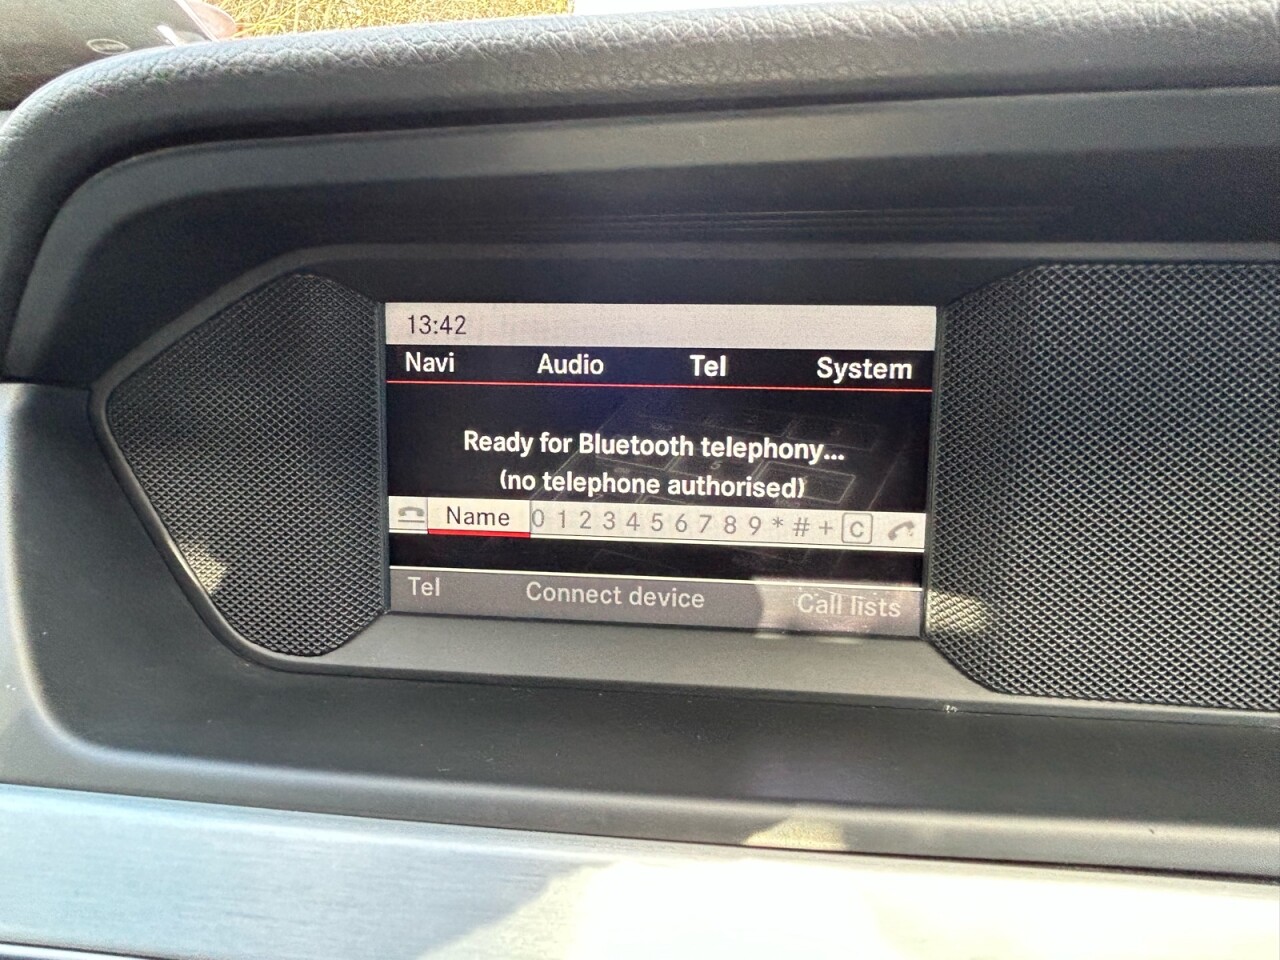 13:42
Navi Audio Tel System
Ready for Bluetooth telephony...
(no telephone authorised)
Name 0 1 2 3 4 5 6 7 8 9 * # + C
Tel Connect device Call lists